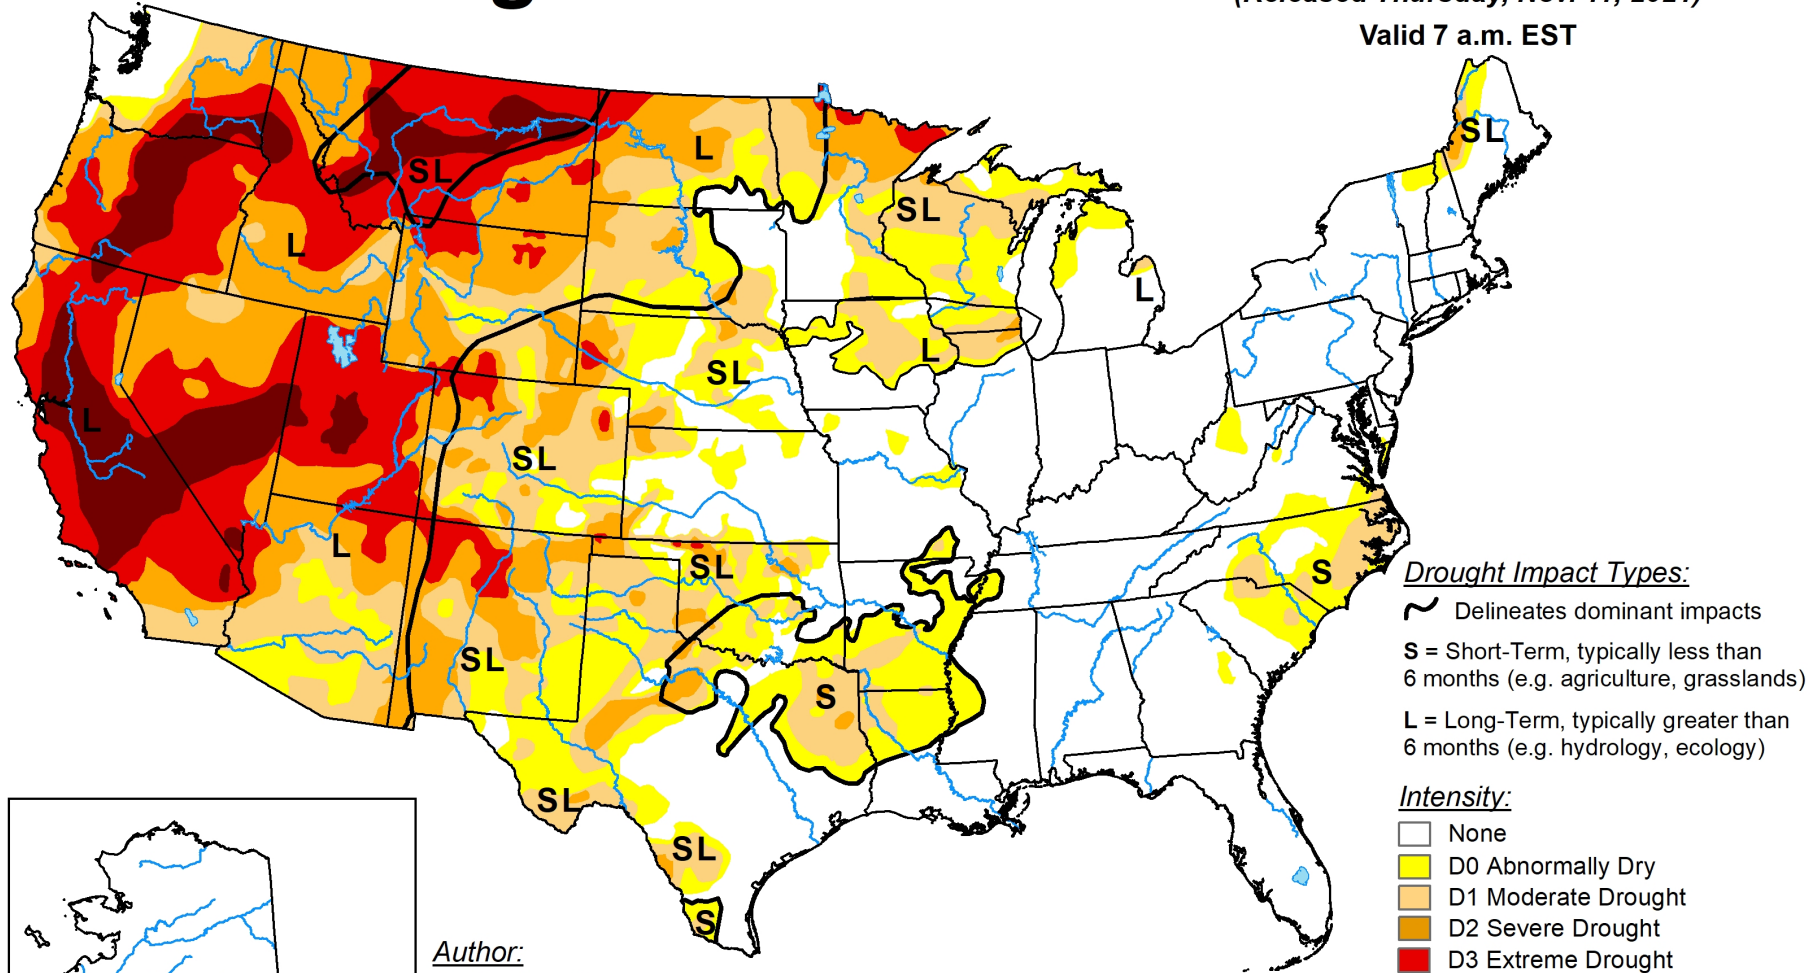 Valid 7 a.m. EST
L
SL
SL
SL
L
L
SL
L
L
SL
SL
L
SL
S
SL
S
SL
SL
S
Drought Impact Types:
Delineates dominant impacts
S = Short-Term, typically less than
6 months (e.g. agriculture, grasslands)
L = Long-Term, typically greater than
6 months (e.g. hydrology, ecology)
Intensity:
None
D0 Abnormally Dry
D1 Moderate Drought
D2 Severe Drought
D3 Extreme Drought
Author: